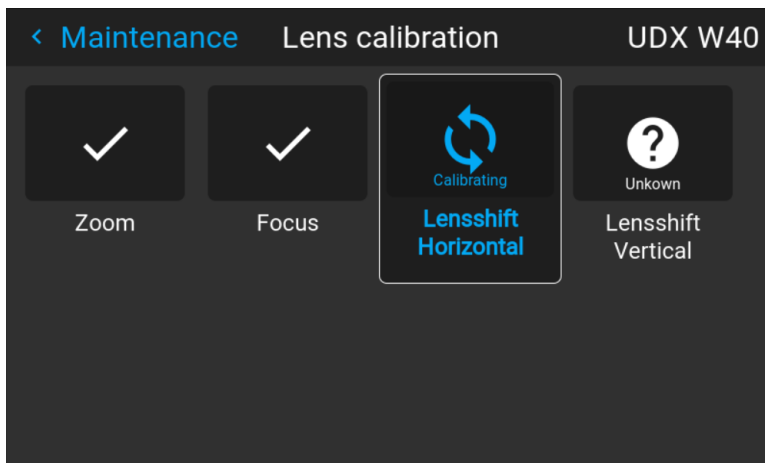 < Maintenance Lens calibration UDX W40
Calibrating
Unkown
Zoom
Focus
Lensshift
Horizontal
Lensshift
Vertical